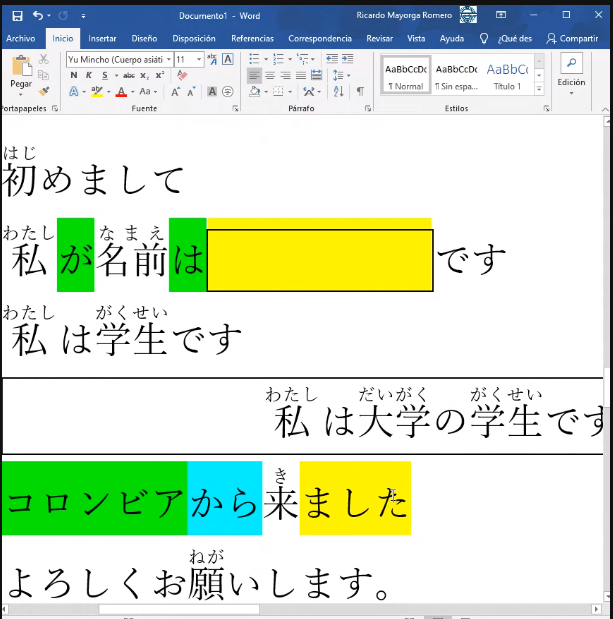 Documento1 - Word
Ricardo Mayorga Romero
Archivo Inicio Insertar Diseño Disposición Referencias Correspondencia Revisar Vista Ayuda ¿Qué des Compartir
Pegar
Yu Mincho (Cuerpo asiáti 11
N K S abc x₂ x²
Aa
AaBbCcDc AaBbCcDc AaBbC(
¶ Normal ¶ Sin espa... Título 1
Edición
Portapapeles Fuente Párrafo Estilos
はじ
初めまして
わたし なまえ
私が名前は です
わたし がくせい
私は学生です
わたし だいがく がくせい
私は大学の学生です
き
コロンビアから来ました
ねが
よろしくお願いします。